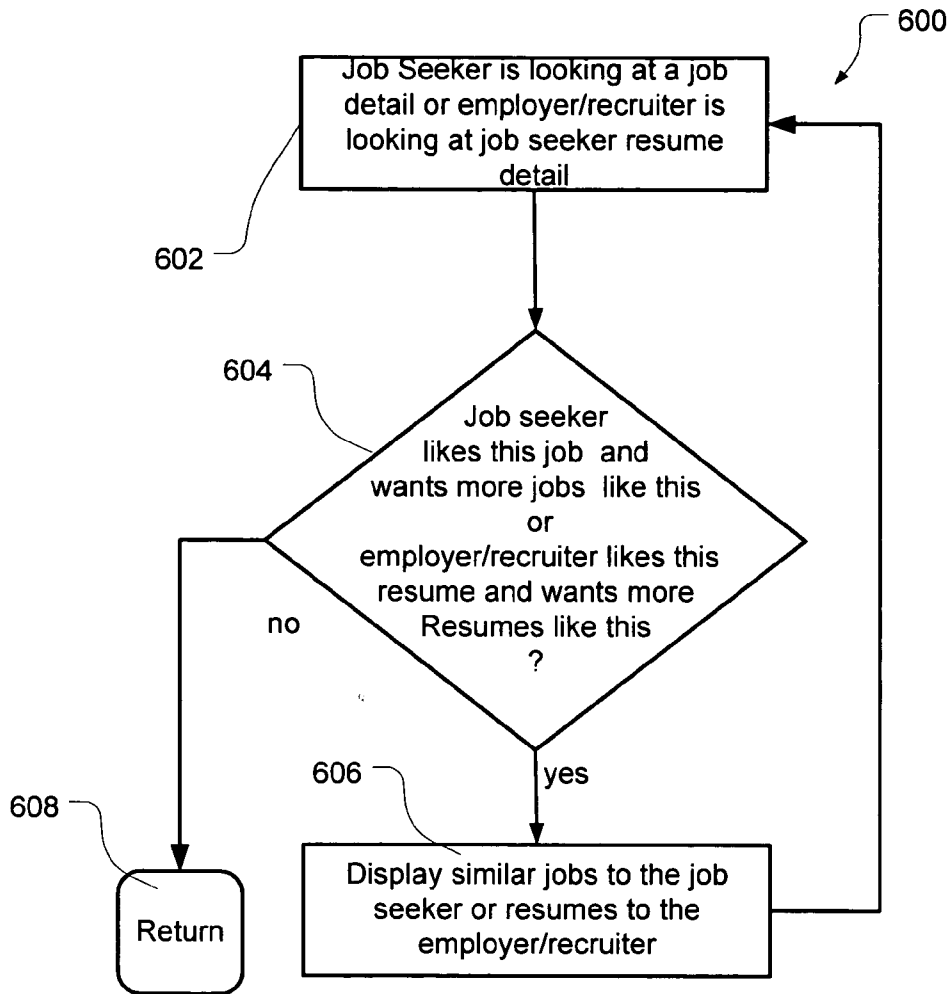 600
Job Seeker is looking at a job
detail or employer/recruiter is
looking at job seeker resume
detail
602
604
Job seeker
likes this job and
wants more jobs like this
or
employer/recruiter likes this
resume and wants more
Resumes like this
?
no
yes
606
608
Display similar jobs to the job
seeker or resumes to the
employer/recruiter
Return